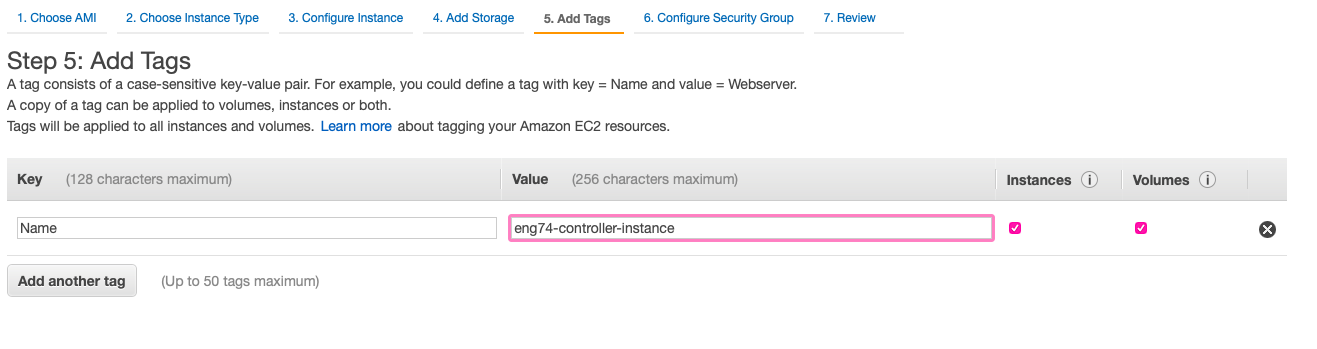 1. Choose AMI 2. Choose Instance Type 3. Configure Instance 4. Add Storage 5. Add Tags 6. Configure Security Group 7. Review
Step 5: Add Tags
A tag consists of a case-sensitive key-value pair. For example, you could define a tag with key = Name and value = Webserver.
A copy of a tag can be applied to volumes, instances or both.
Tags will be applied to all instances and volumes. Learn more about tagging your Amazon EC2 resources.
Key (128 characters maximum) Value (256 characters maximum) Instances i Volumes i
Name eng74-controller-instance
Add another tag (Up to 50 tags maximum)